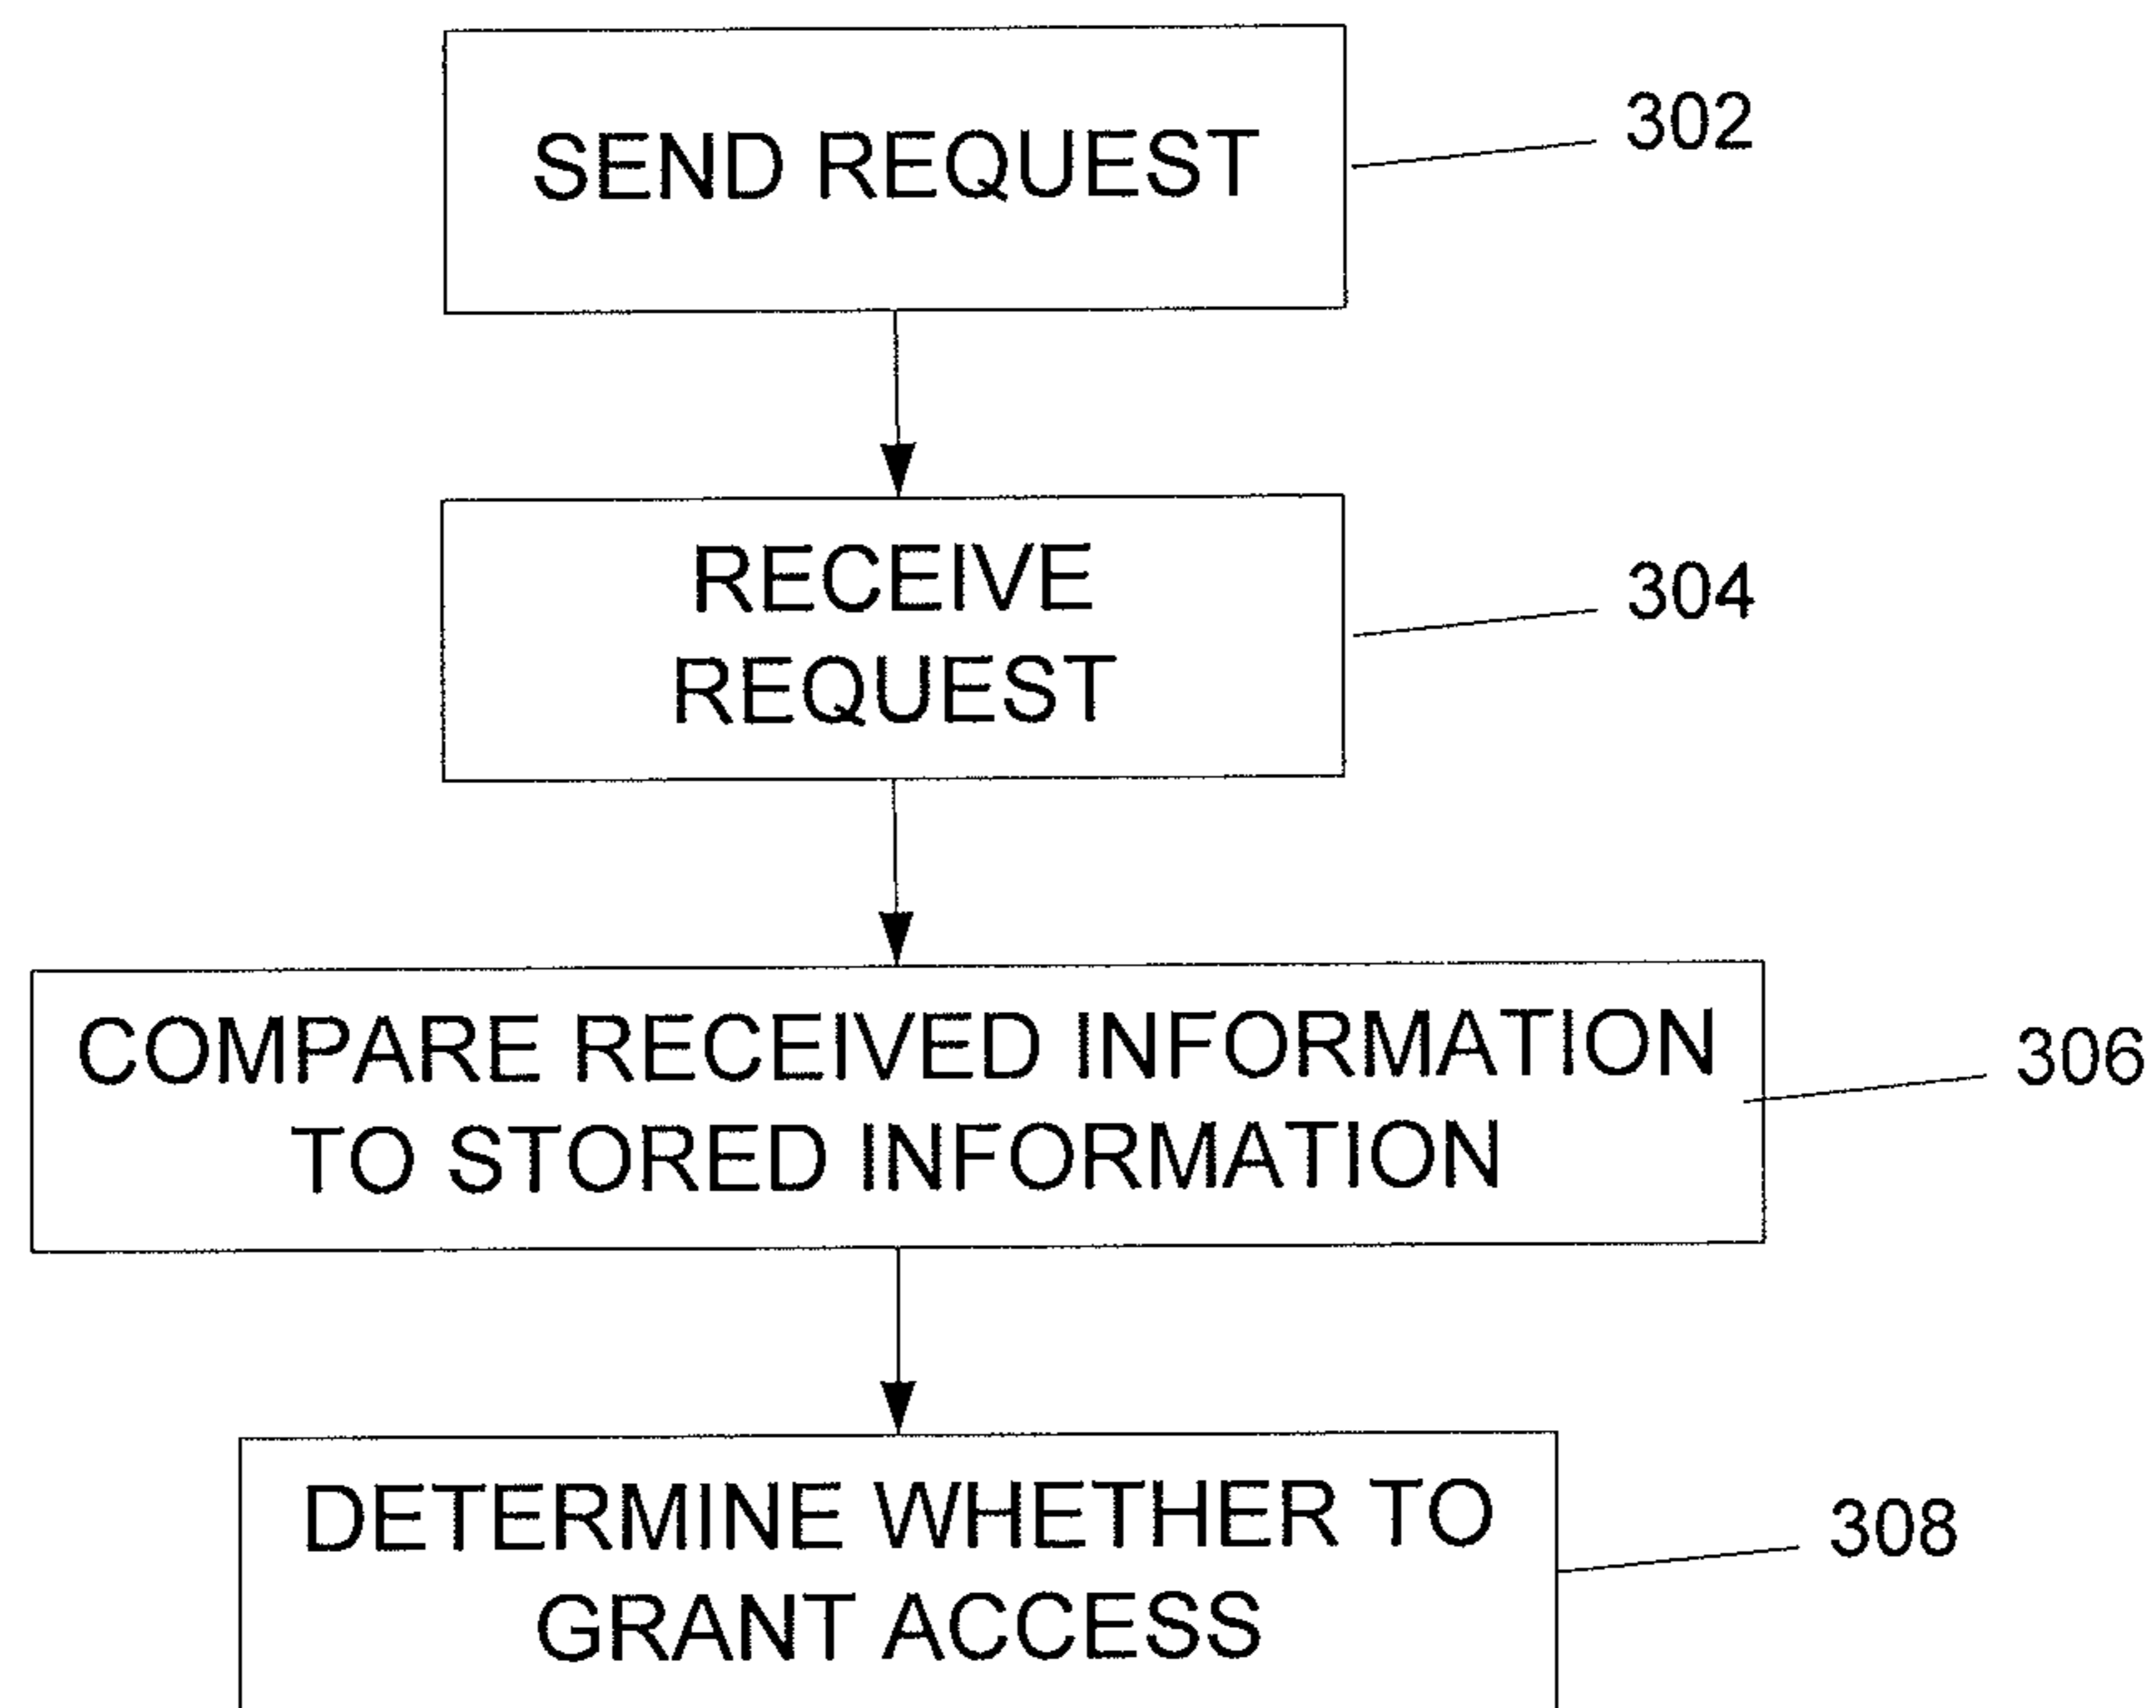 SEND REQUEST
302
RECEIVE
REQUEST
304
COMPARE RECEIVED INFORMATION
TO STORED INFORMATION
306
DETERMINE WHETHER TO
GRANT ACCESS
308